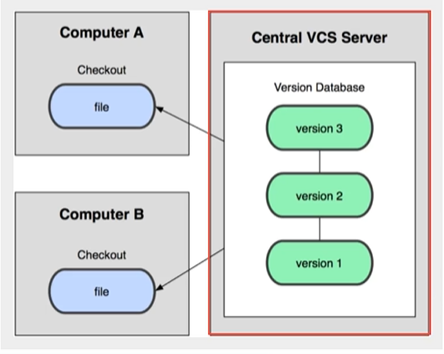 Computer A
Checkout
file
Computer B
Checkout
file
Central VCS Server
Version Database
version 3
version 2
version 1